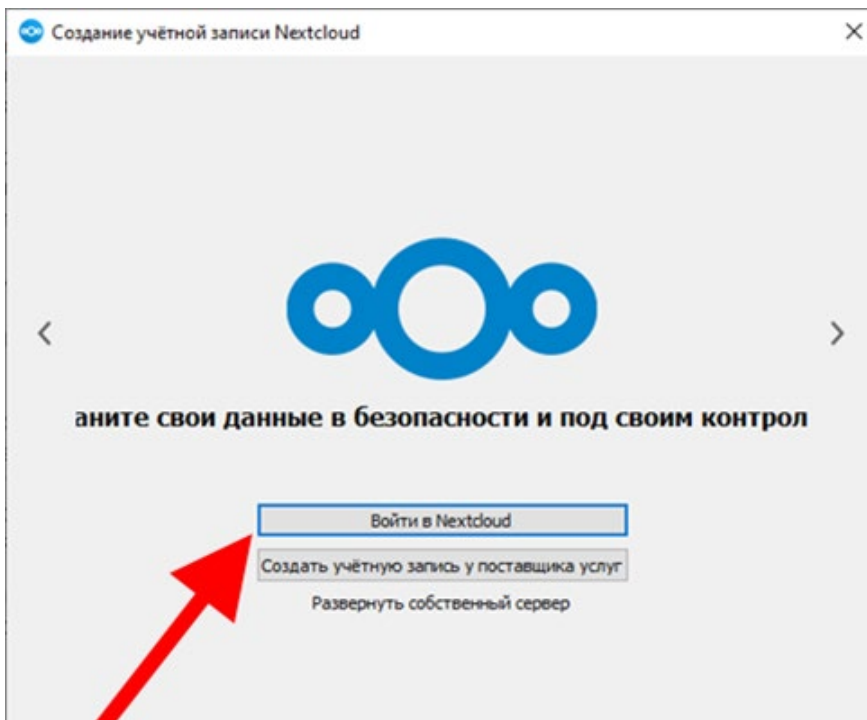 Создание учётной записи Nextcloud
аните свои данные в безопасности и под своим контрол
Войти в Nextcloud
Создать учётную запись у поставщика услуг
Развернуть собственный сервер